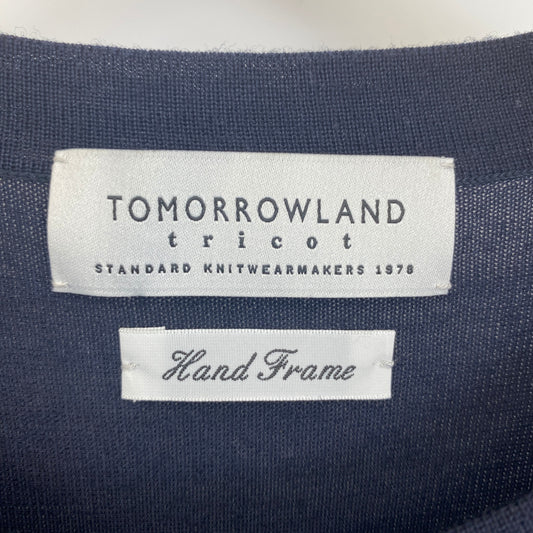 TOMORROWLAND
tricot
STANDARD KNITWEARMAKERS 1978
Hand Frame